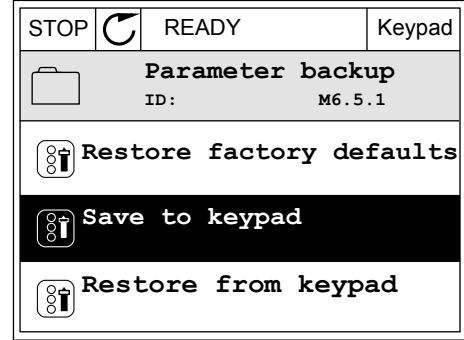 STOP READY Keypad
Parameter backup
ID: M6.5.1
Restore factory defaults
Save to keypad
Restore from keypad